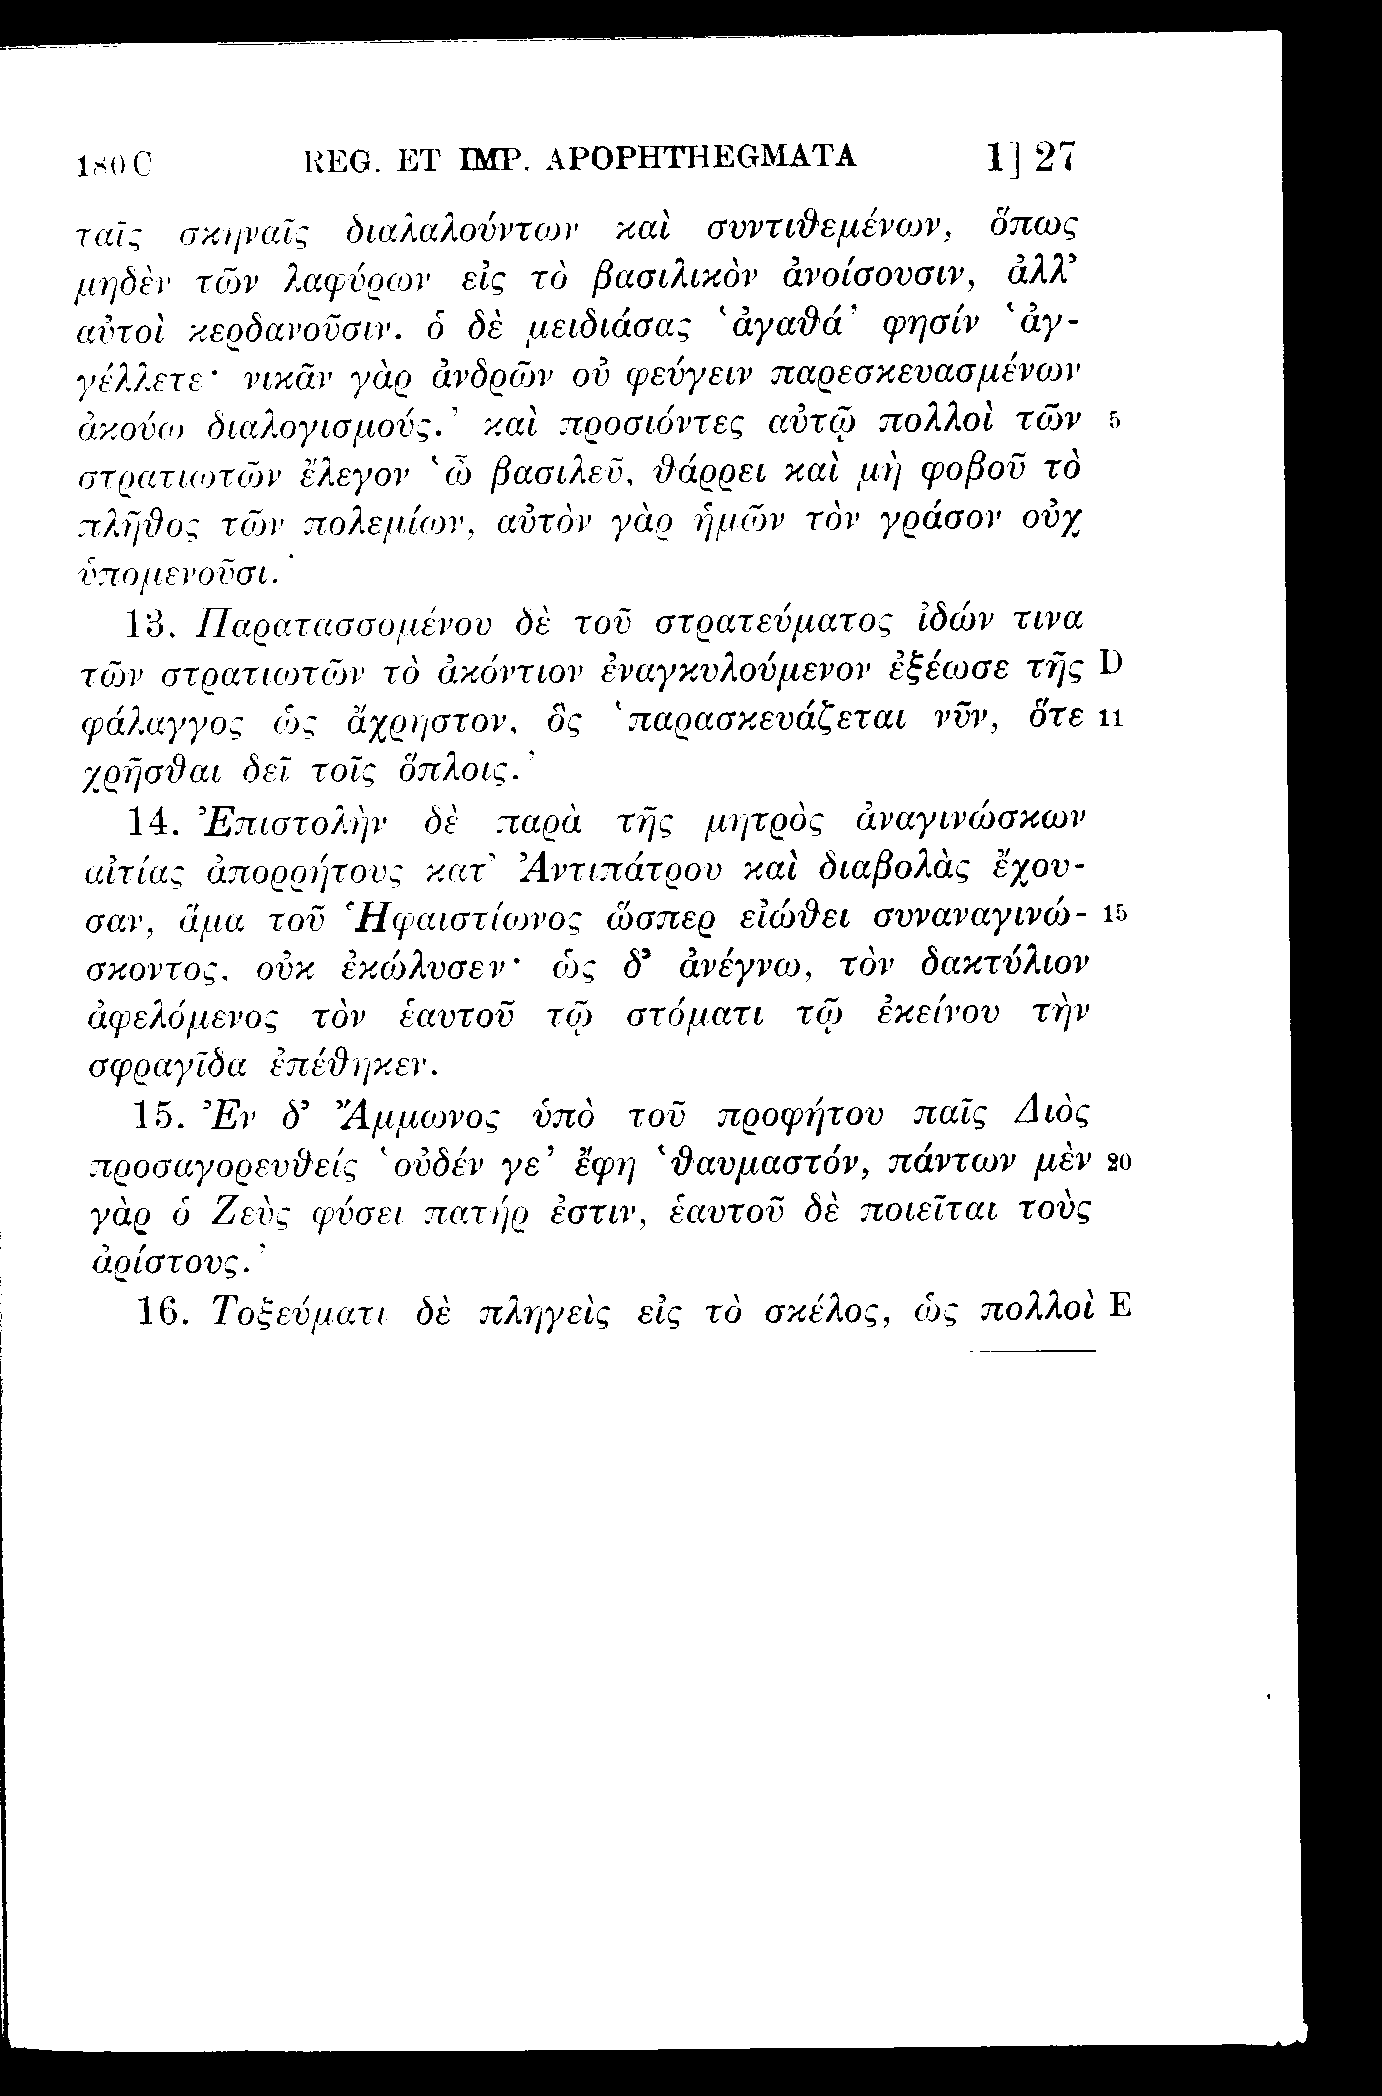 180 C REG. ET IMP. APOPHTHEGMATA 1] 27
ταῖς σκηναῖς διαλαλούντων καὶ συντιθεμένων, ὅπως
μηδὲν τῶν λαφύρων εἰς τὸ βασιλικὸν ἀνοίσουσιν, ἀλλ’
αὐτοὶ κερδανοῦσιν. ὁ δὲ μειδιάσας ‘ἀγαθά’ φησίν ‘ἀγ-
γέλλετε· νικᾶν γὰρ ἀνδρῶν οὐ φεύγειν παρεσκευασμένων
ἀκούω διαλογισμούς.’ καὶ προσιόντες αὐτῷ πολλοὶ τῶν 5
στρατιωτῶν ἔλεγον ‘ὦ βασιλεῦ, θάρρει καὶ μὴ φοβοῦ τὸ
πλῆθος τῶν πολεμίων, αὐτὸν γὰρ ἡμῶν τὸν γράσον οὐχ
ὑπομενοῦσι.’
13. Παρατασσομένου δὲ τοῦ στρατεύματος ἰδών τινα
τῶν στρατιωτῶν τὸ ἀκόντιον ἐναγκυλούμενον ἐξέωσε τῆς D
φάλαγγος ὡς ἄχρηστον, ὃς ‘παρασκευάζεται νῦν, ὅτε 11
χρῆσθαι δεῖ τοῖς ὅπλοις.’
14. Ἐπιστολὴν δὲ παρὰ τῆς μητρὸς ἀναγινώσκων
αἰτίας ἀπορρήτους κατ’ Ἀντιπάτρου καὶ διαβολὰς ἔχου-
σαν, ἅμα τοῦ Ἡφαιστίωνος ὥσπερ εἰώθει συναναγινώ- 15
σκοντος, οὐκ ἐκώλυσεν· ὡς δ’ ἀνέγνω, τὸν δακτύλιον
ἀφελόμενος τὸν ἑαυτοῦ τῷ στόματι τῷ ἐκείνου τὴν
σφραγῖδα ἐπέθηκεν.
15. Ἐν δ’ Ἄμμωνος ὑπὸ τοῦ προφήτου παῖς Διὸς
προσαγορευθείς ‘οὐδέν γε’ ἔφη ‘θαυμαστόν, πάντων μὲν 20
γὰρ ὁ Ζεὺς φύσει πατήρ ἐστιν, ἑαυτοῦ δὲ ποιεῖται τοὺς
ἀρίστους.’
16. Τοξεύματι δὲ πληγεὶς εἰς τὸ σκέλος, ὡς πολλοὶ E